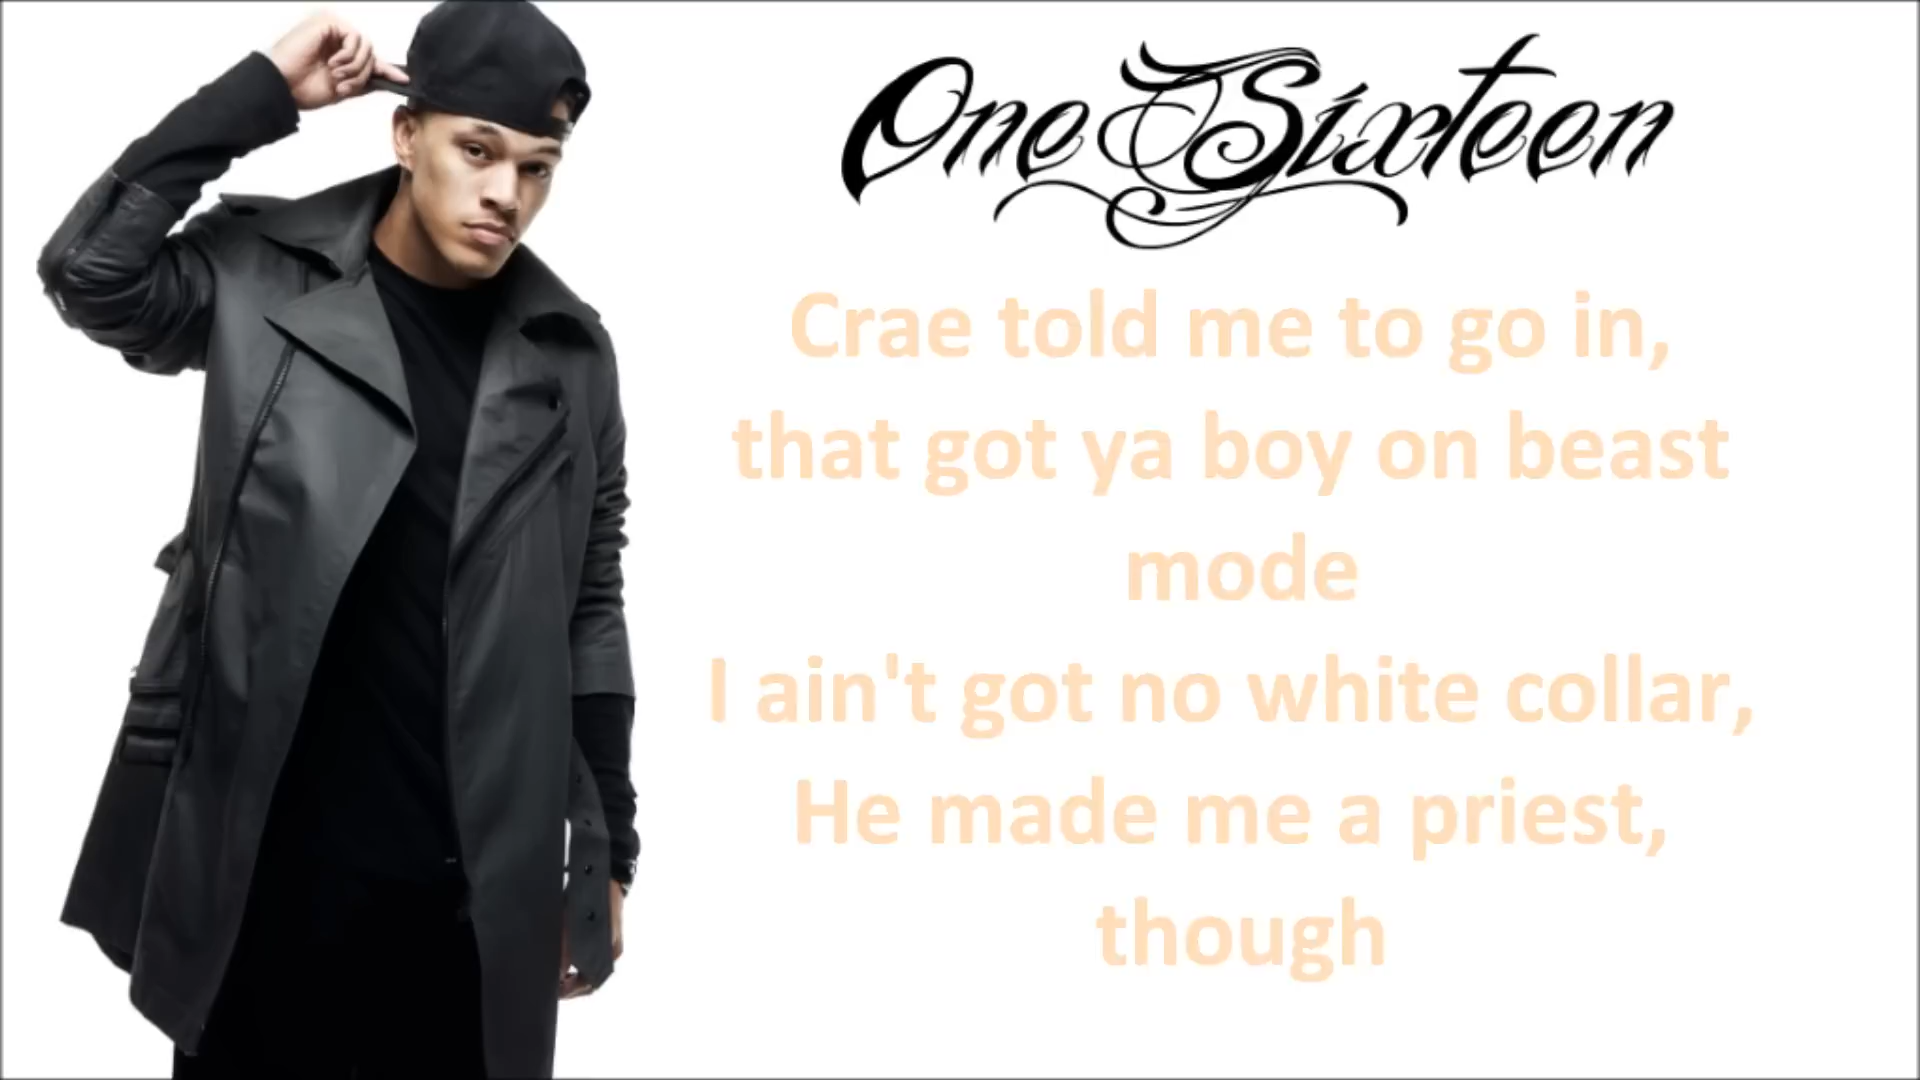 One Sixteen
Crae told me to go in,
that got ya boy on beast
mode
I ain't got no white collar,
He made me a priest,
though